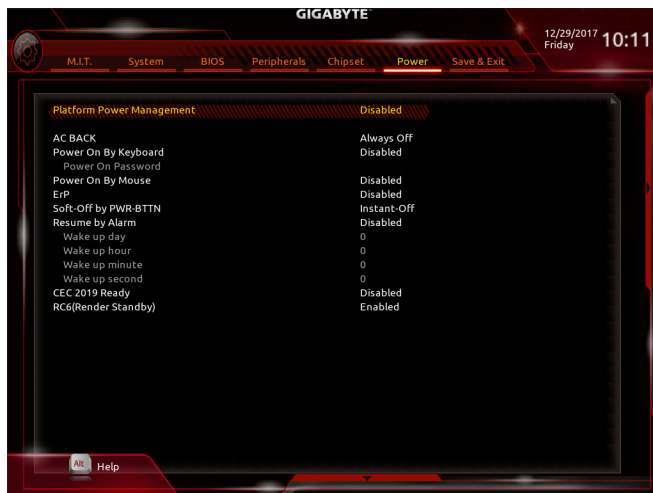 GIGABYTE™
12/29/2017 10:11
Friday
M.I.T. System BIOS Peripherals Chipset Power Save & Exit
Platform Power Management Disabled
AC BACK Always Off
Power On By Keyboard Disabled
Power On Password
Power On By Mouse Disabled
ErP Disabled
Soft-Off by PWR-BTTN Instant-Off
Resume by Alarm Disabled
Wake up day 0
Wake up hour 0
Wake up minute 0
Wake up second 0
CEC 2019 Ready Disabled
RC6(Render Standby) Enabled
Alt Help